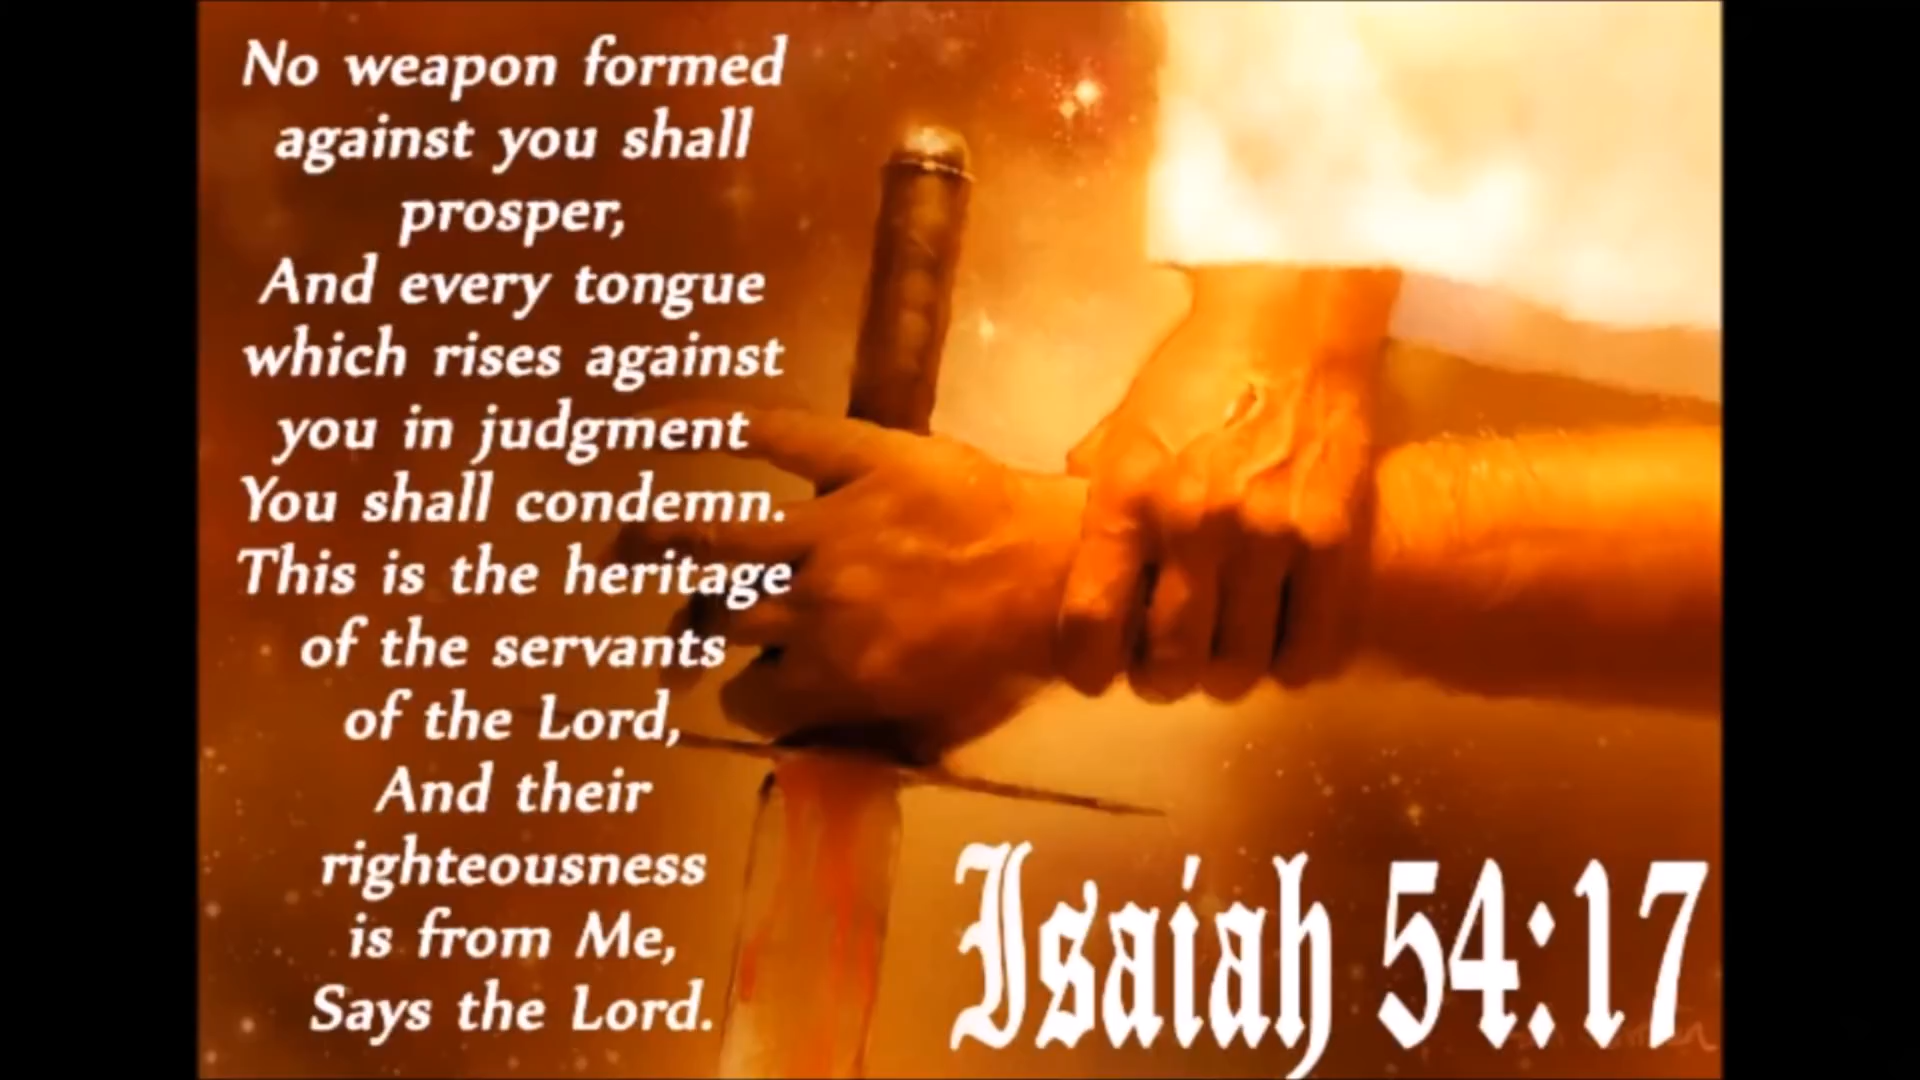 No weapon formed
against you shall
prosper,
And every tongue
which rises against
you in judgment
You shall condemn.
This is the heritage
of the servants
of the Lord,
And their
righteousness
is from Me,
Says the Lord.
Isaiah 54:17